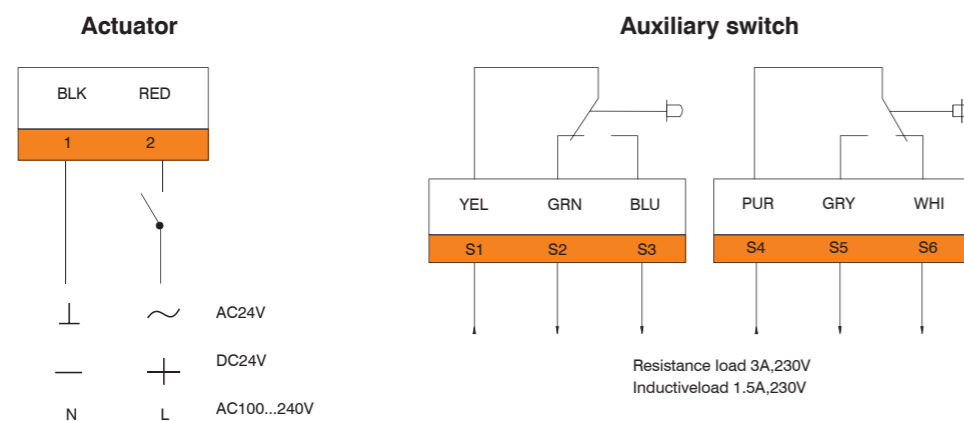 Actuator
BLK RED
1 2
AC24V
DC24V
N L AC100...240V
Auxiliary switch
YEL GRN BLU
S1 S2 S3
PUR GRY WHI
S4 S5 S6
Resistance load 3A,230V
Inductiveload 1.5A,230V